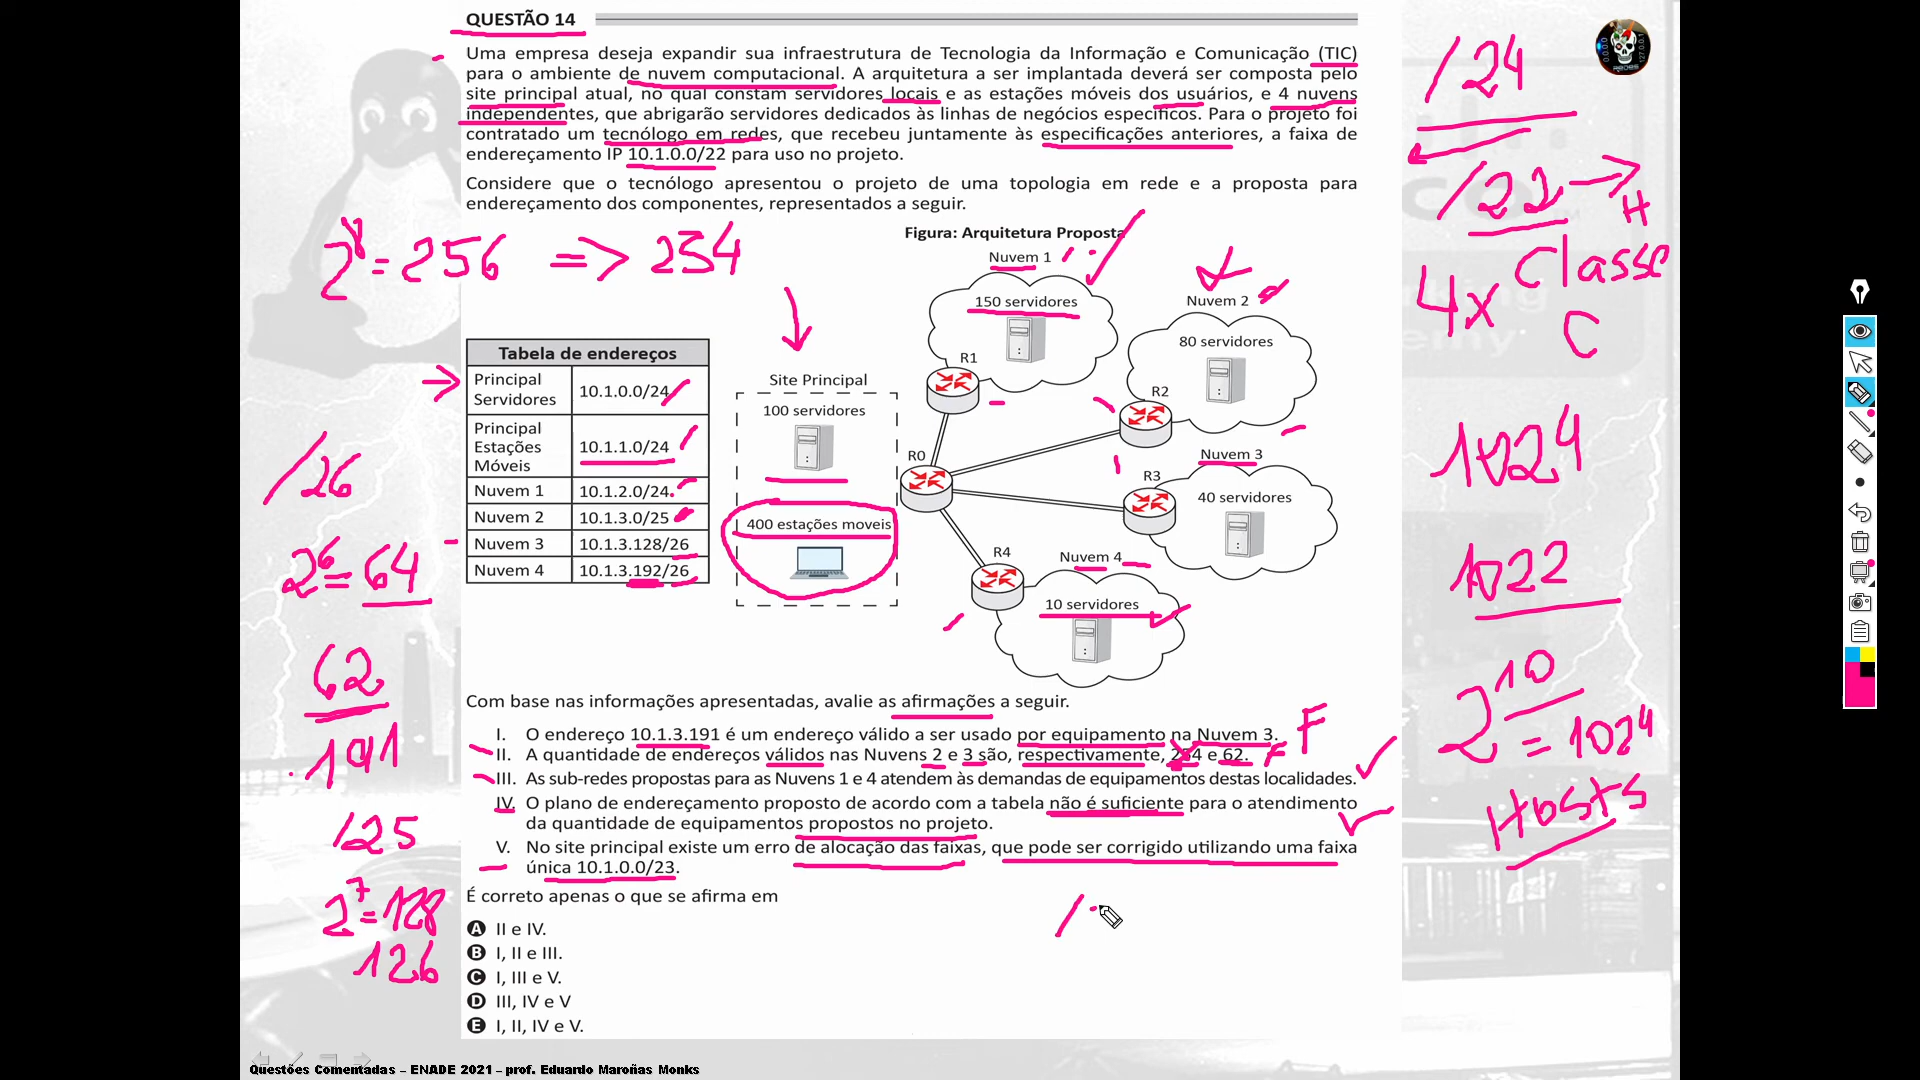 QUESTÃO 14
Uma empresa deseja expandir sua infraestrutura de Tecnologia da Informação e Comunicação (TIC)
para o ambiente de nuvem computacional. A arquitetura a ser implantada deverá ser composta pelo
site principal atual, no qual constam servidores locais e as estações móveis dos usuários, e 4 nuvens
independentes, que abrigarão servidores dedicados às linhas de negócios específicos. Para o projeto foi
contratado um tecnólogo em redes, que recebeu juntamente às especificações anteriores, a faixa de
endereçamento IP 10.1.0.0/22 para uso no projeto.
Considere que o tecnólogo apresentou o projeto de uma topologia em rede e a proposta para
endereçamento dos componentes, representados a seguir.
2^8 = 256 => 254
Figura: Arquitetura Proposta
Nuvem 1
150 servidores
R1
Nuvem 2
80 servidores
R2
Tabela de endereços
Principal Servidores 10.1.0.0/24
Principal Estações Móveis 10.1.1.0/24
Nuvem 1 10.1.2.0/24
Nuvem 2 10.1.3.0/25
Nuvem 3 10.1.3.128/26
Nuvem 4 10.1.3.192/26
Site Principal
100 servidores
400 estações moveis
R0
Nuvem 3
R3
40 servidores
R4
Nuvem 4
10 servidores
/26
2^6 = 64
62
191
/25
2^7 = 128
126
/24
/22 -> H
4x Classe C
1024
1022
2^10 = 1024
Hosts
Com base nas informações apresentadas, avalie as afirmações a seguir.
I. O endereço 10.1.3.191 é um endereço válido a ser usado por equipamento na Nuvem 3. F
II. A quantidade de endereços válidos nas Nuvens 2 e 3 são, respectivamente, 254 e 62. F
III. As sub-redes propostas para as Nuvens 1 e 4 atendem às demandas de equipamentos destas localidades.
IV. O plano de endereçamento proposto de acordo com a tabela não é suficiente para o atendimento
da quantidade de equipamentos propostos no projeto.
V. No site principal existe um erro de alocação das faixas, que pode ser corrigido utilizando uma faixa
única 10.1.0.0/23.
É correto apenas o que se afirma em
A II e IV.
B I, II e III.
C I, III e V.
D III, IV e V
E I, II, IV e V.
Questões Comentadas – ENADE 2021 – prof. Eduardo Maroñas Monks